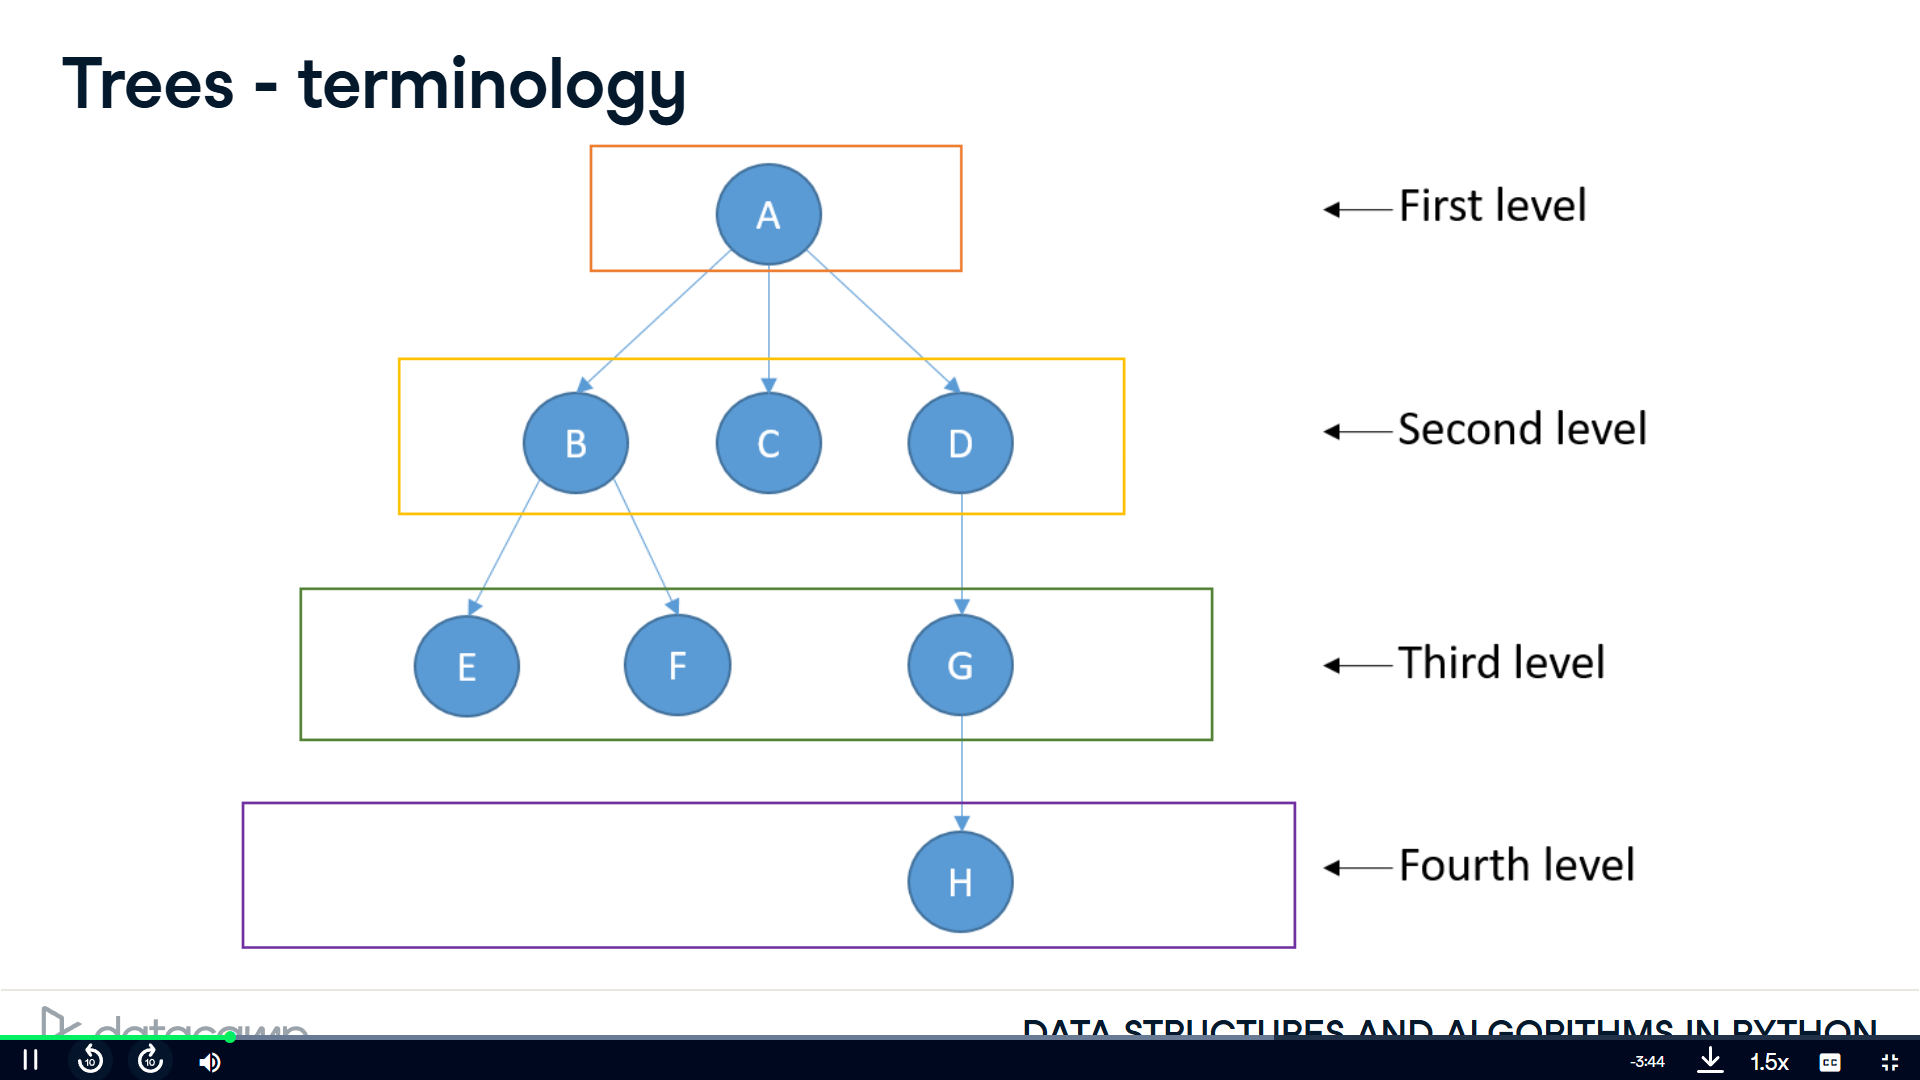 Trees - terminology
A
First level
B C D
Second level
E F G
Third level
H
Fourth level
datacamp
DATA STRUCTURES AND ALGORITHMS IN PYTHON
10 10 -3:44 1.5x CC